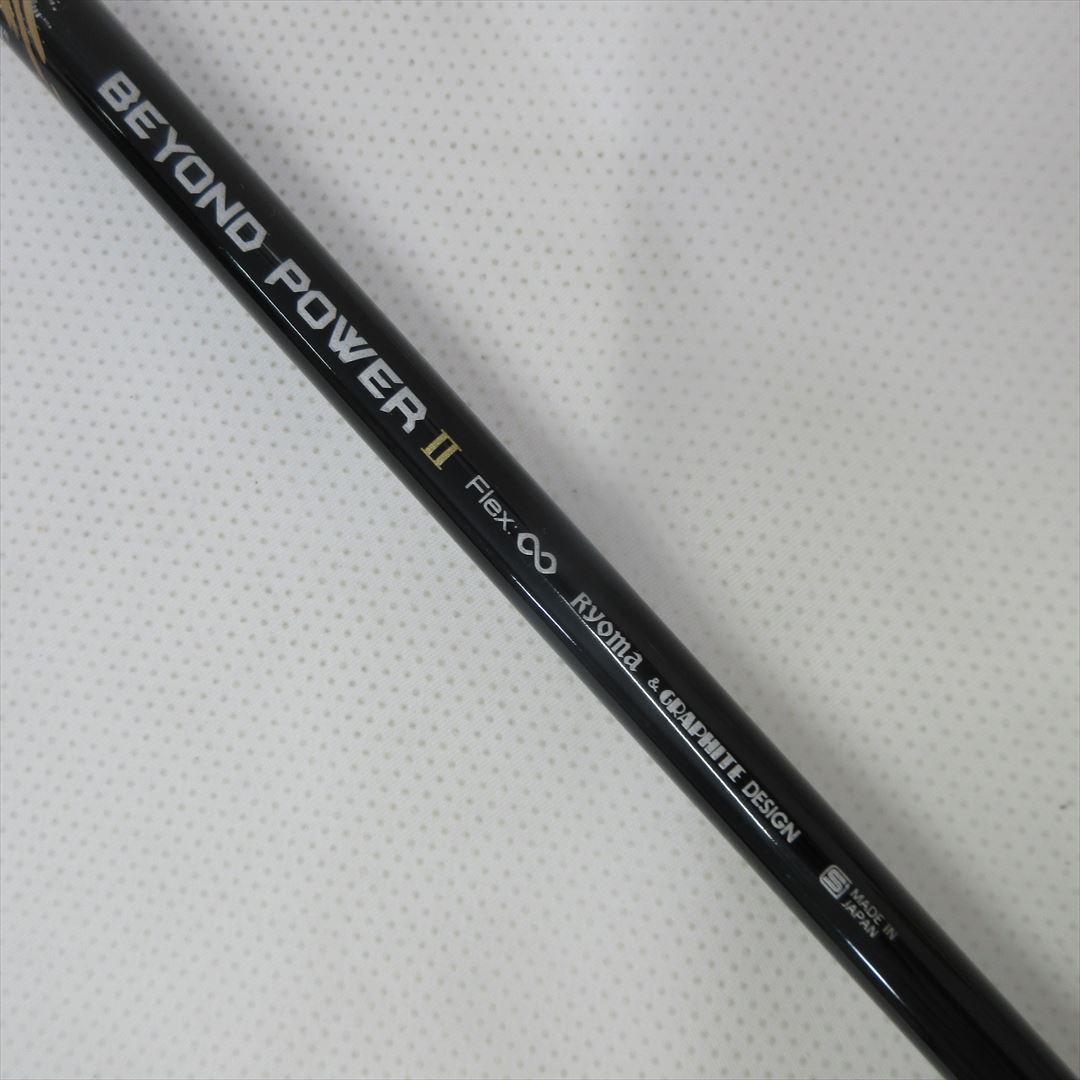 BEYOND POWER II Flex: ∞ Ryoma & GRAPHITE DESIGN
MADE IN
JAPAN